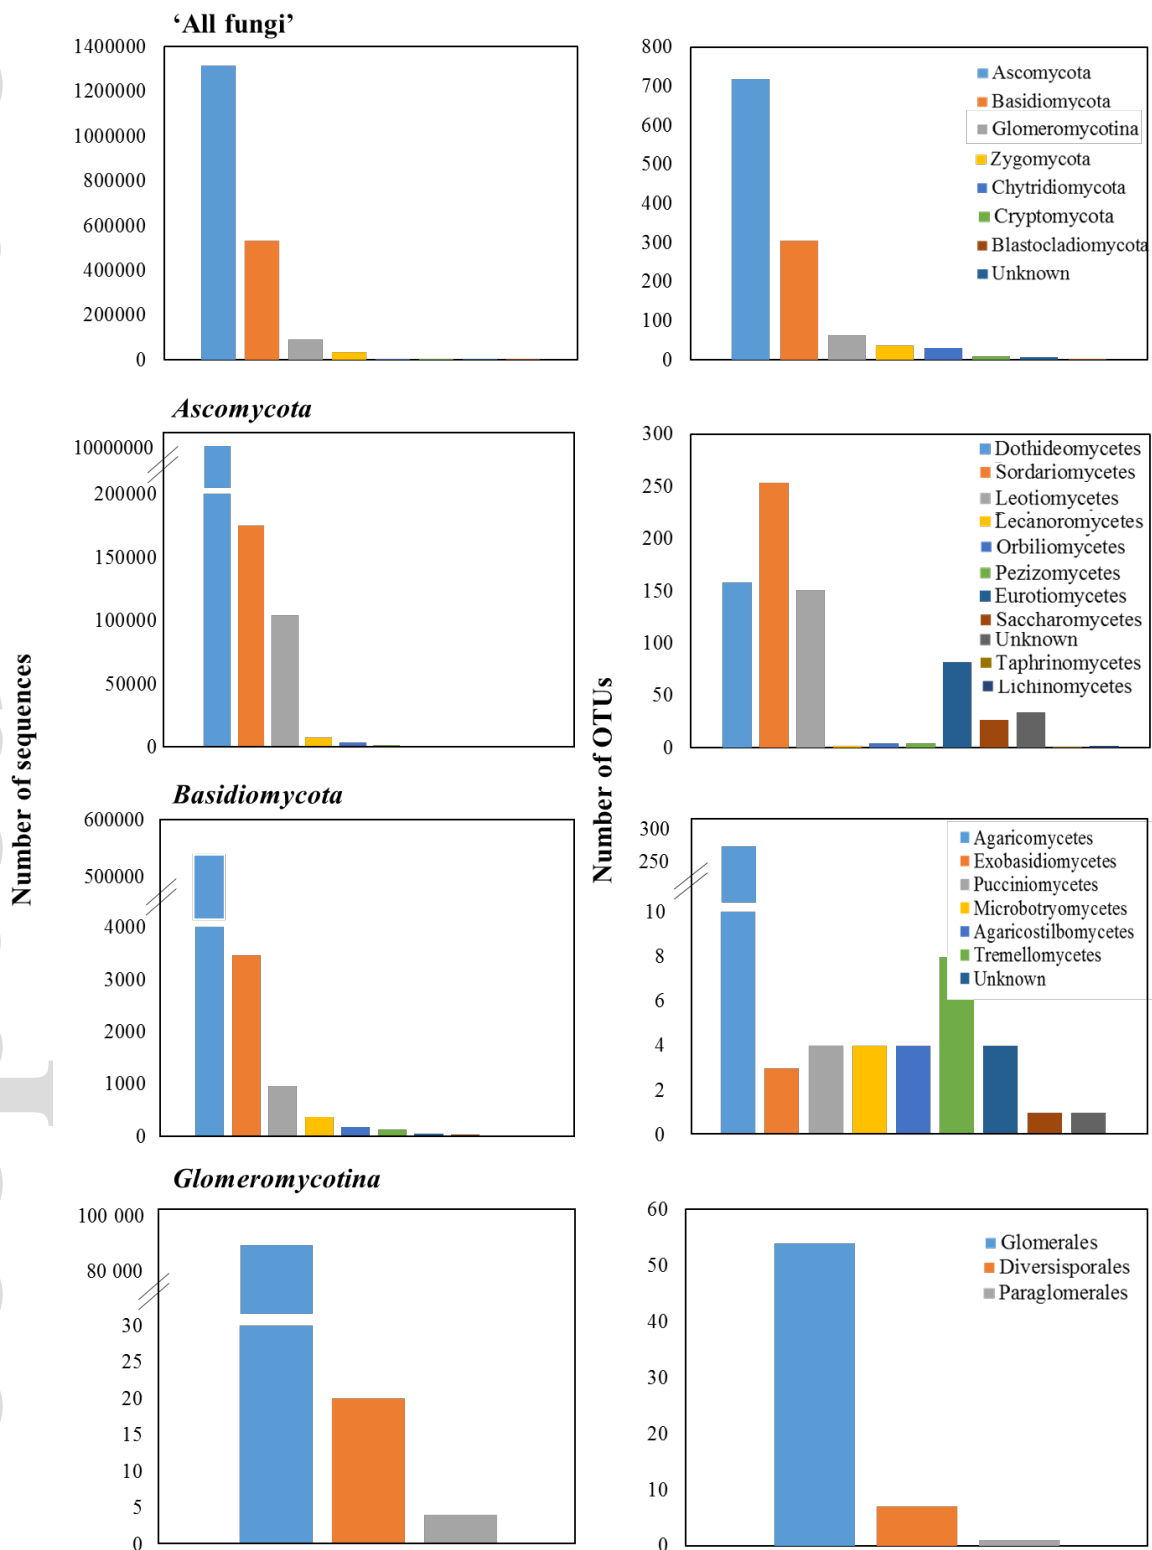 ‘All fungi’
1400000
1200000
1000000
800000
600000
400000
200000
0
800
700
600
500
400
300
200
100
0
Ascomycota
Basidiomycota
Glomeromycotina
Zygomycota
Chytridiomycota
Cryptomycota
Blastocladiomycota
Unknown
Ascomycota
10000000
200000
150000
100000
50000
0
300
250
200
150
100
50
0
Dothideomycetes
Sordariomycetes
Leotiomycetes
Lecanoromycetes
Orbiliomycetes
Pezizomycetes
Eurotiomycetes
Saccharomycetes
Unknown
Taphrinomycetes
Lichinomycetes
Number of sequences
Number of OTUs
Basidiomycota
600000
500000
4000
3000
2000
1000
0
300
250
10
8
6
4
2
0
Agaricomycetes
Exobasidiomycetes
Pucciniomycetes
Microbotryomycetes
Agaricostilbomycetes
Tremellomycetes
Unknown
Glomeromycotina
100 000
80 000
30
25
20
15
10
5
0
60
50
40
30
20
10
0
Glomerales
Diversisporales
Paraglomerales